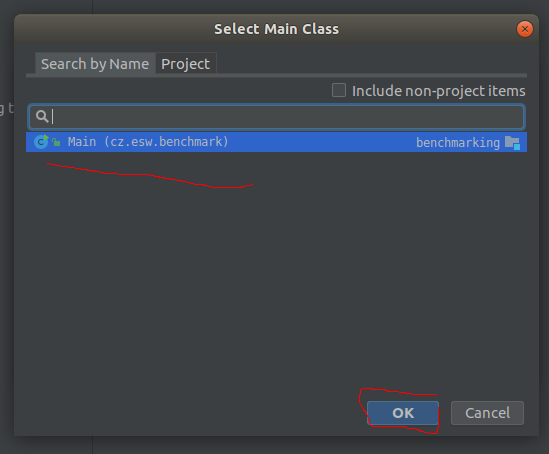 Select Main Class
Search by Name Project
Include non-project items
g t
Main (cz.esw.benchmark) benchmarking
OK Cancel